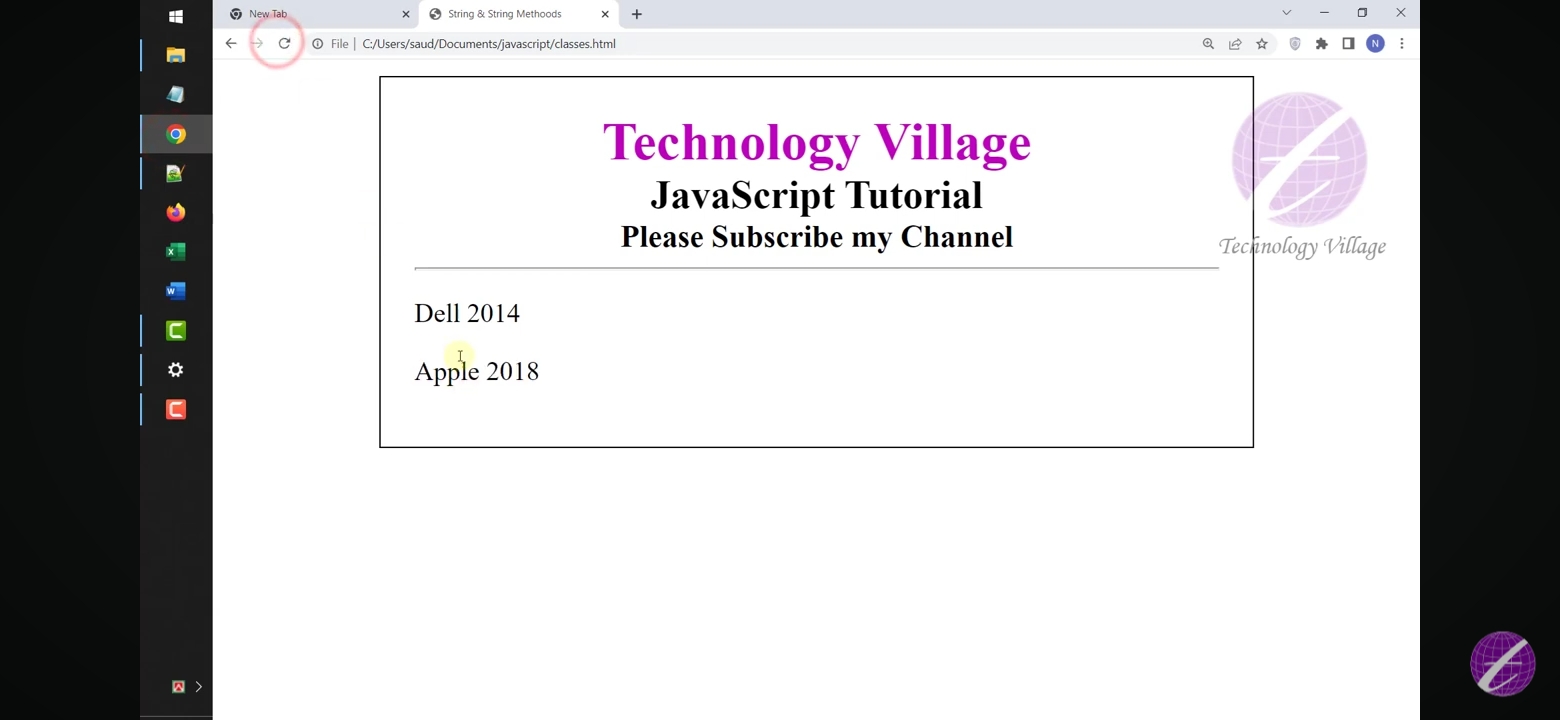 New Tab
String & String Methoods
File
C:/Users/saud/Documents/javascript/classes.html
N
Technology Village
JavaScript Tutorial
Please Subscribe my Channel
Technology Village
Dell 2014
Apple 2018